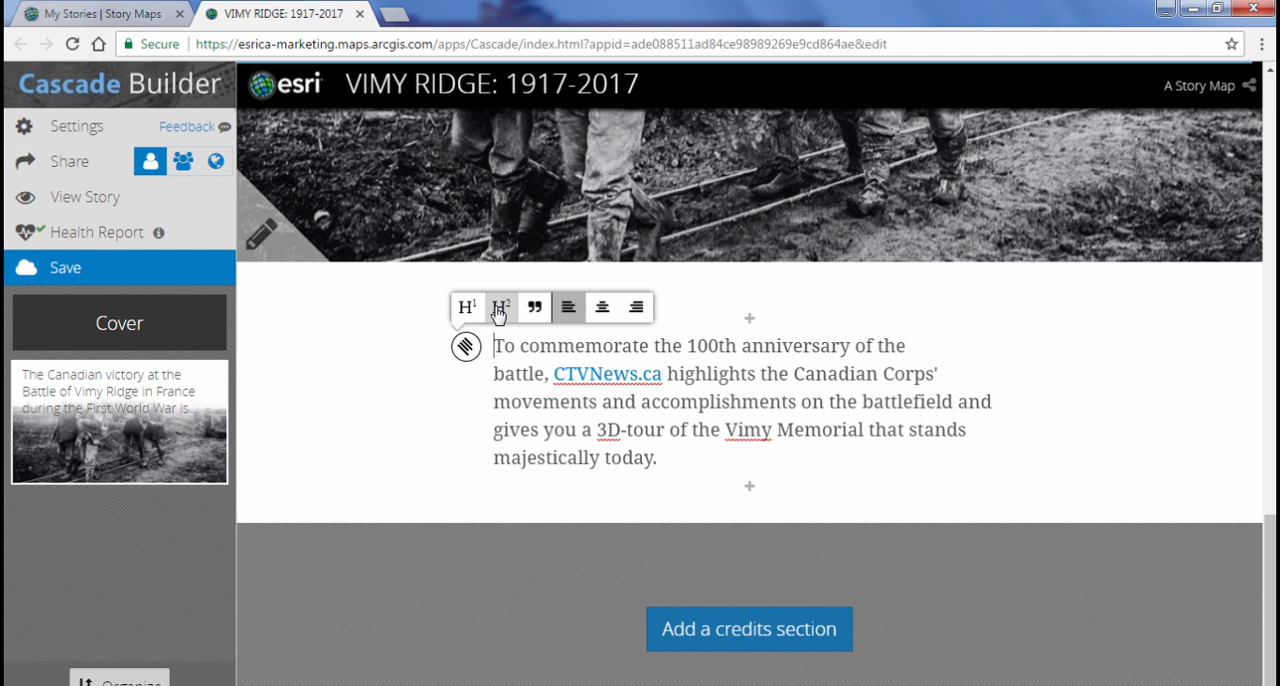 My Stories | Story Maps
VIMY RIDGE: 1917-2017
Secure
https://esrica-marketing.maps.arcgis.com/apps/Cascade/index.html?appid=ade088511ad84ce98989269e9cd864ae&edit
Cascade Builder
esri
VIMY RIDGE: 1917-2017
A Story Map
Settings
Feedback
Share
View Story
Health Report
Save
Cover
The Canadian victory at the
Battle of Vimy Ridge in France
during the First World War is...
Organize
H1 H2
To commemorate the 100th anniversary of the
battle, CTVNews.ca highlights the Canadian Corps'
movements and accomplishments on the battlefield and
gives you a 3D-tour of the Vimy Memorial that stands
majestically today.
Add a credits section